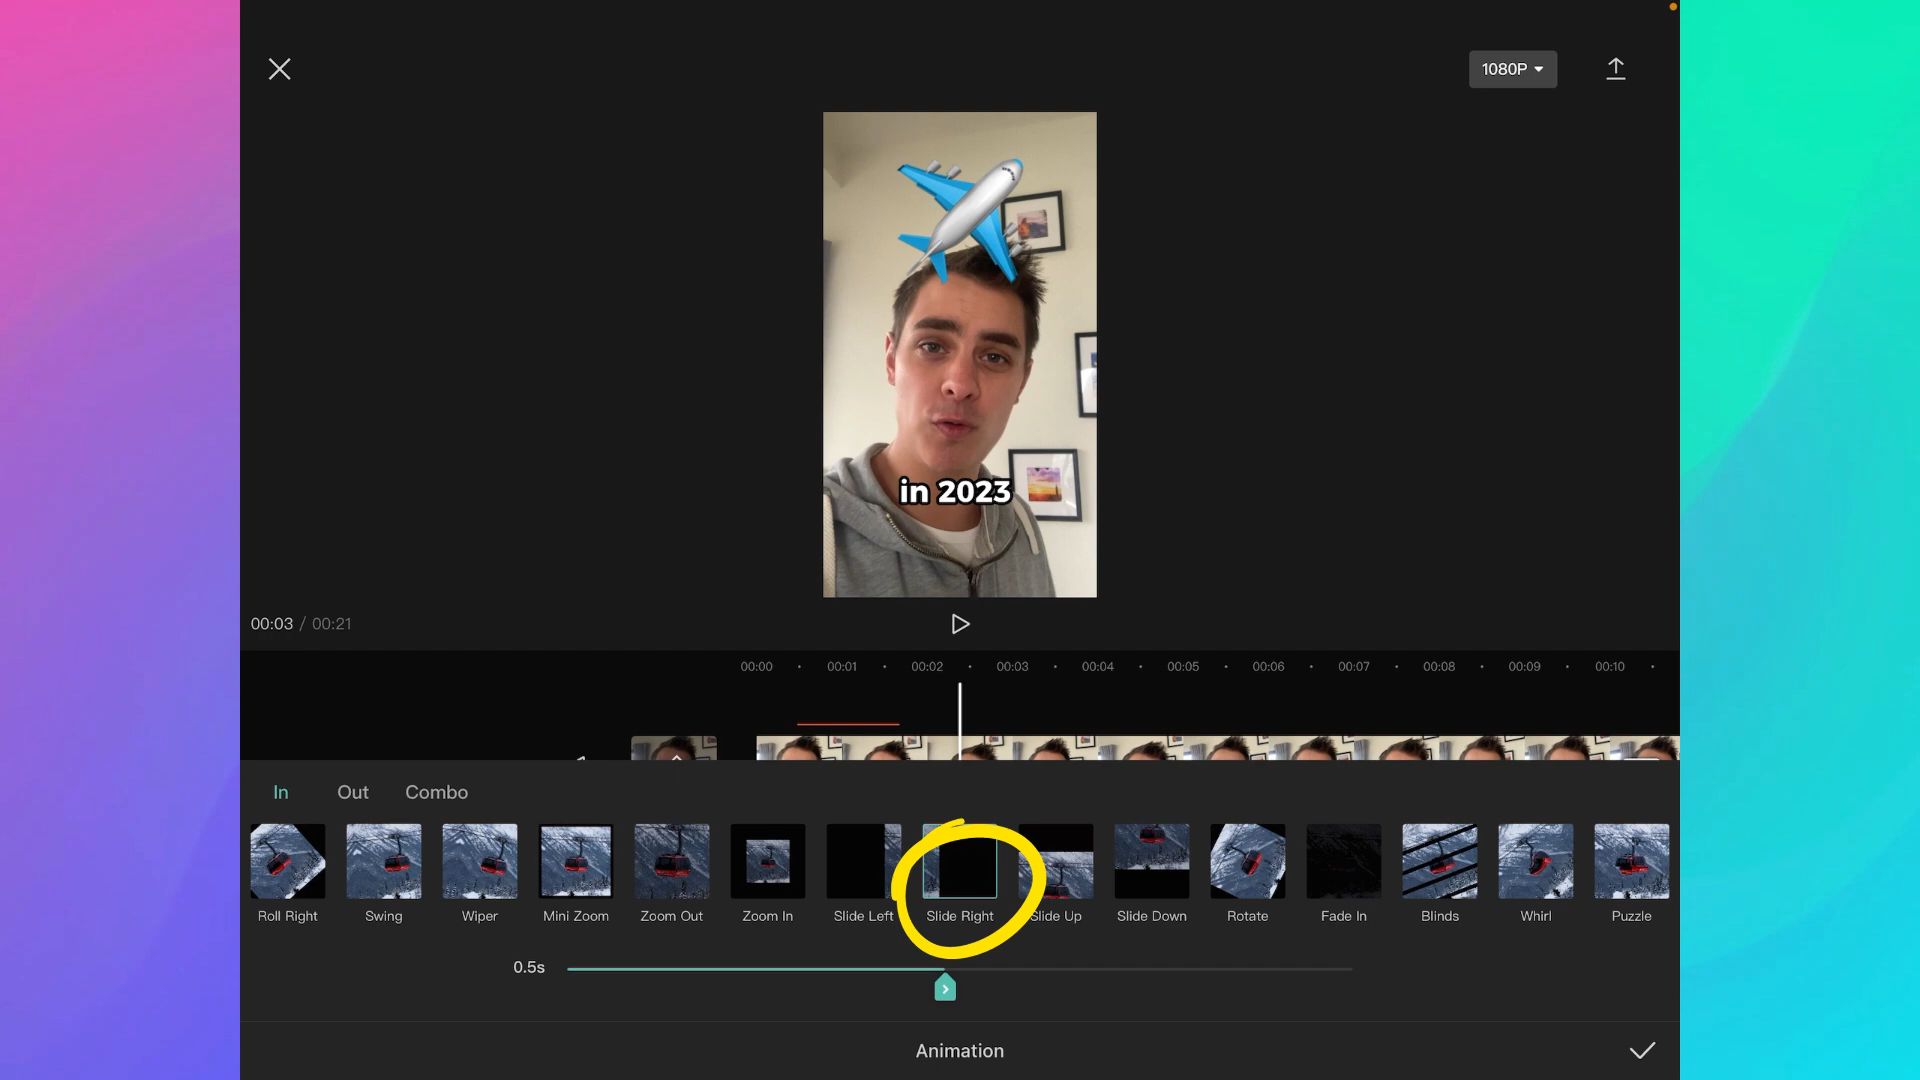 1080P
in 2023
00:03 / 00:21
00:00 00:01 00:02 00:03 00:04 00:05 00:06 00:07 00:08 00:09 00:10
In Out Combo
Roll Right Swing Wiper Mini Zoom Zoom Out Zoom In Slide Left Slide Right Slide Up Slide Down Rotate Fade In Blinds Whirl Puzzle
0.5s
Animation